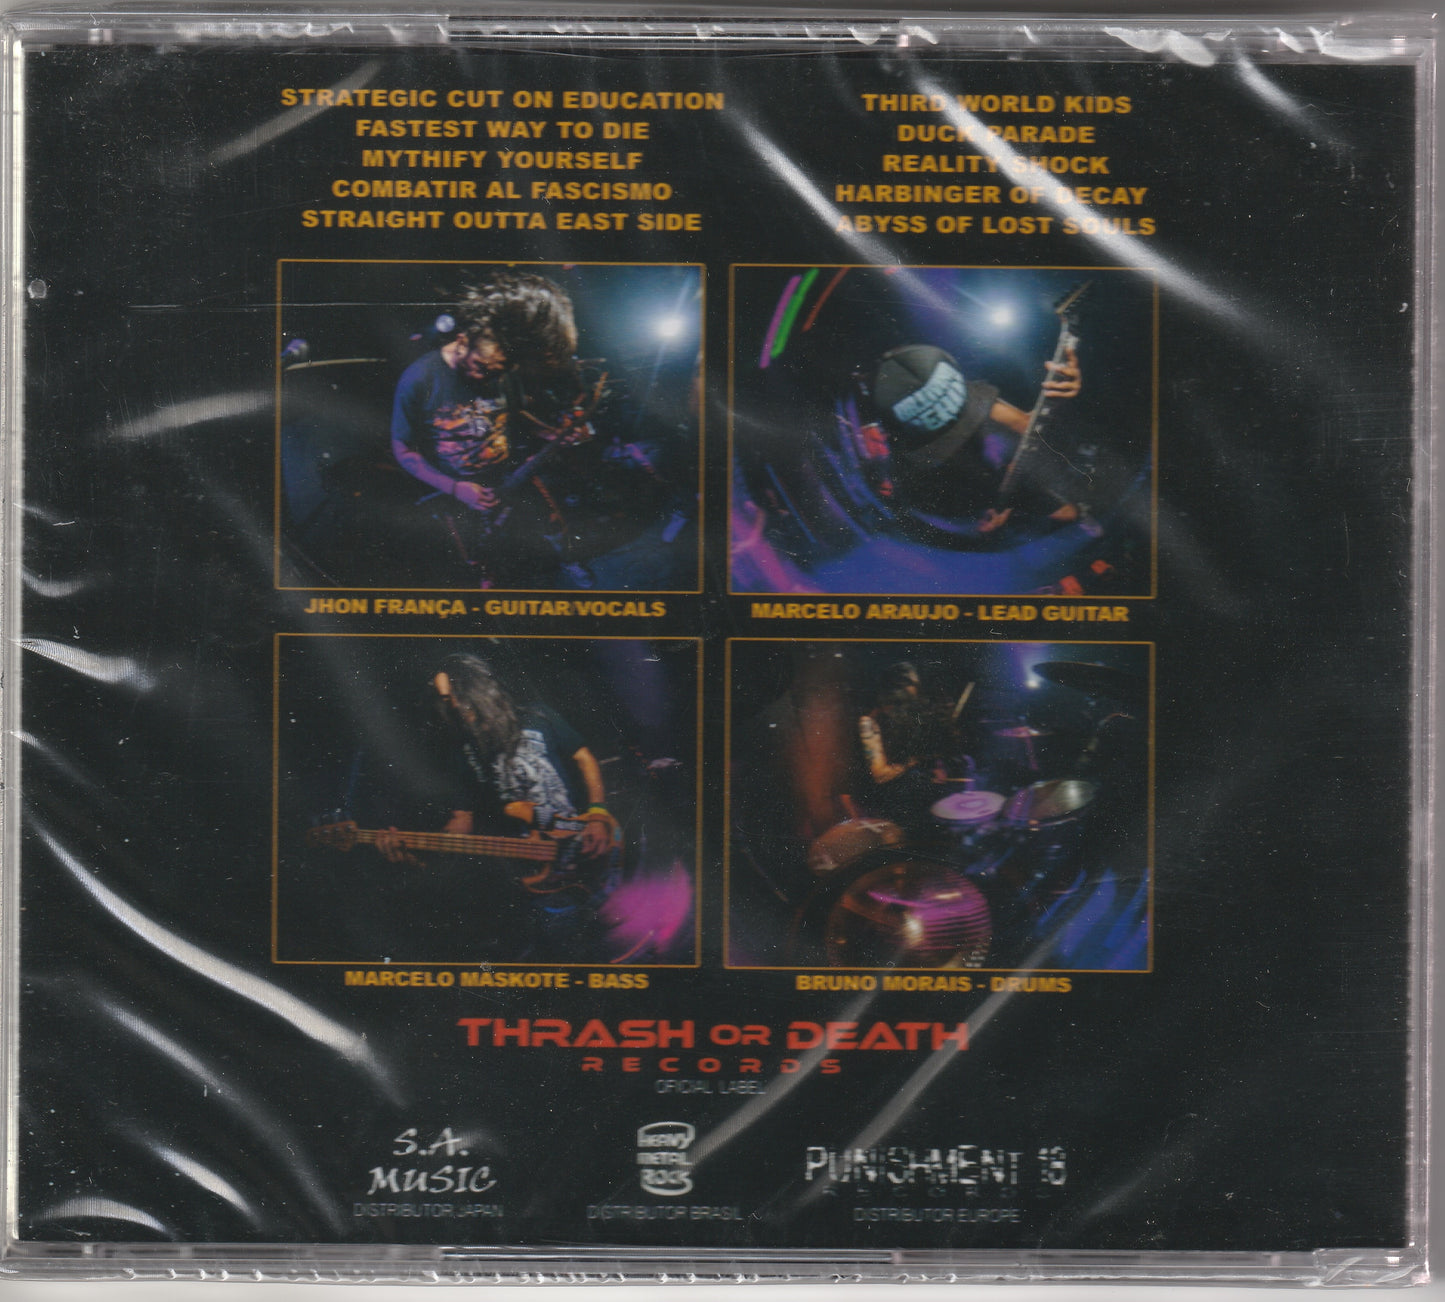 STRATEGIC CUT ON EDUCATION
FASTEST WAY TO DIE
MYTHIFY YOURSELF
COMBATIR AL FASCISMO
STRAIGHT OUTTA EAST SIDE
THIRD WORLD KIDS
DUCK PARADE
REALITY SHOCK
HARBINGER OF DECAY
ABYSS OF LOST SOULS
JHON FRANÇA - GUITAR/VOCALS
MARCELO ARAUJO - LEAD GUITAR
MARCELO MASKOTE - BASS
BRUNO MORAIS - DRUMS
THRASH OR DEATH
RECORDS
OFICIAL LABEL
S.A.
MUSIC
DISTRIBUTOR JAPAN
HEAVY
METAL
ROCK
DISTRIBUTOR BRASIL
PUNISHMENT 18
RECORDS
DISTRIBUTOR EUROPE